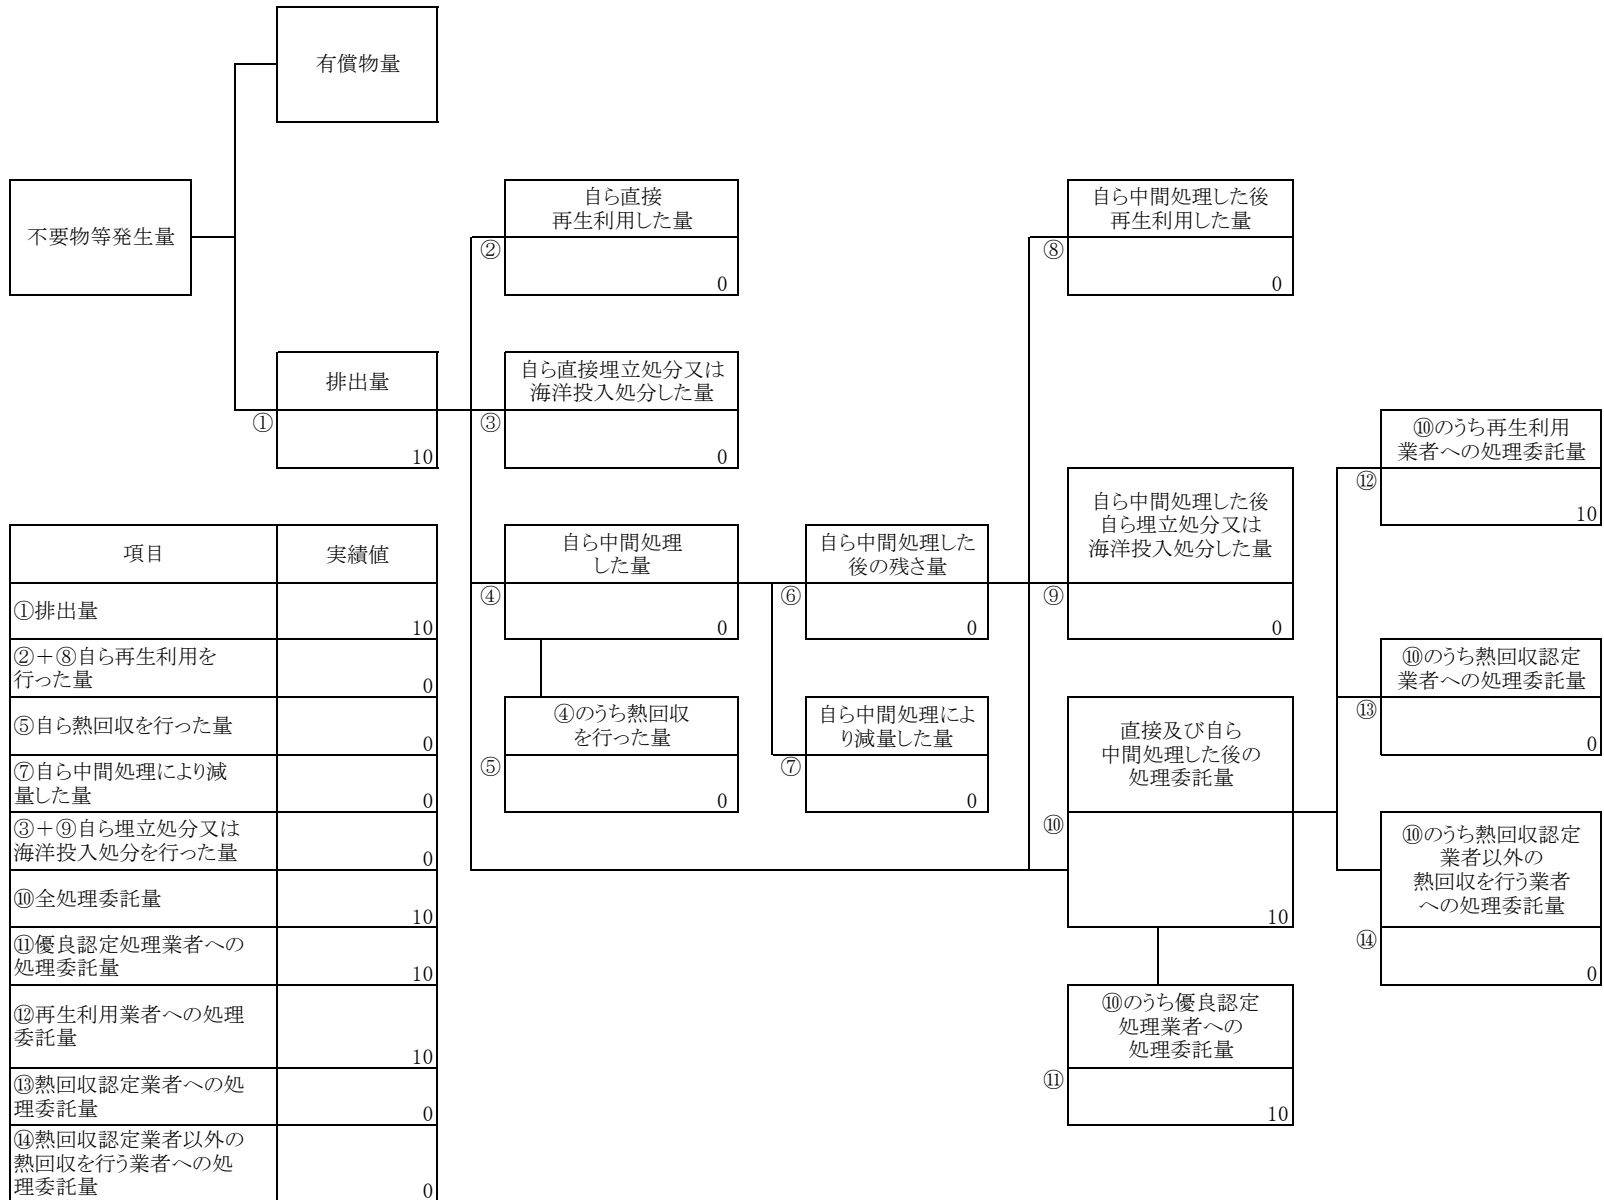 有償物量
不要物等発生量
自ら直接
再生利用した量
②
0
自ら中間処理した後
再生利用した量
⑧
0
排出量
①
10
自ら直接埋立処分又は
海洋投入処分した量
③
0
⑩のうち再生利用
業者への処理委託量
⑫
10
自ら中間処理
した量
④
0
自ら中間処理した
後の残さ量
⑥
0
自ら中間処理した後
自ら埋立処分又は
海洋投入処分した量
⑨
0
⑩のうち熱回収認定
業者への処理委託量
⑬
0
④のうち熱回収
を行った量
⑤
0
自ら中間処理によ
り減量した量
⑦
0
直接及び自ら
中間処理した後の
処理委託量
⑩
10
⑩のうち熱回収認定
業者以外の
熱回収を行う業者
への処理委託量
⑭
0
⑩のうち優良認定
処理業者への
処理委託量
⑪
10
項目 実績値
①排出量
10
②＋⑧自ら再生利用を
行った量
0
⑤自ら熱回収を行った量
0
⑦自ら中間処理により減
量した量
0
③＋⑨自ら埋立処分又は
海洋投入処分を行った量
0
⑩全処理委託量
10
⑪優良認定処理業者への
処理委託量
10
⑫再生利用業者への処理
委託量
10
⑬熱回収認定業者への処
理委託量
0
⑭熱回収認定業者以外の
熱回収を行う業者への処
理委託量
0